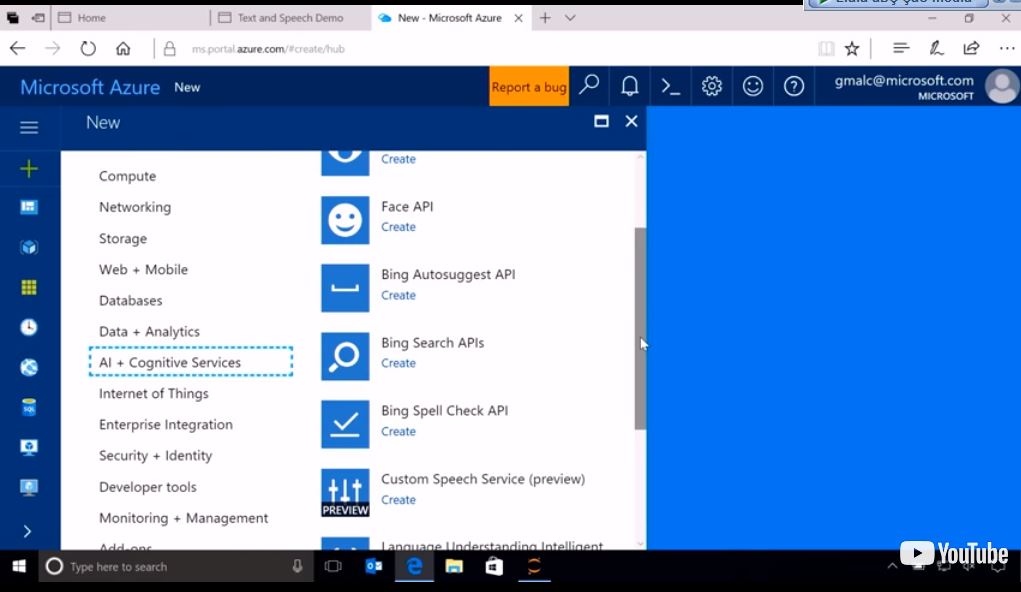 Home
Text and Speech Demo
New - Microsoft Azure
ms.portal.azure.com/#create/hub
Microsoft Azure
New
Report a bug
gmalc@microsoft.com
MICROSOFT
New
Compute
Networking
Storage
Web + Mobile
Databases
Data + Analytics
AI + Cognitive Services
Internet of Things
Enterprise Integration
Security + Identity
Developer tools
Monitoring + Management
Add-ons
Create
Face API
Create
Bing Autosuggest API
Create
Bing Search APIs
Create
Bing Spell Check API
Create
Custom Speech Service (preview)
Create
PREVIEW
Language Understanding Intelligent
SQL
Type here to search
YouTube